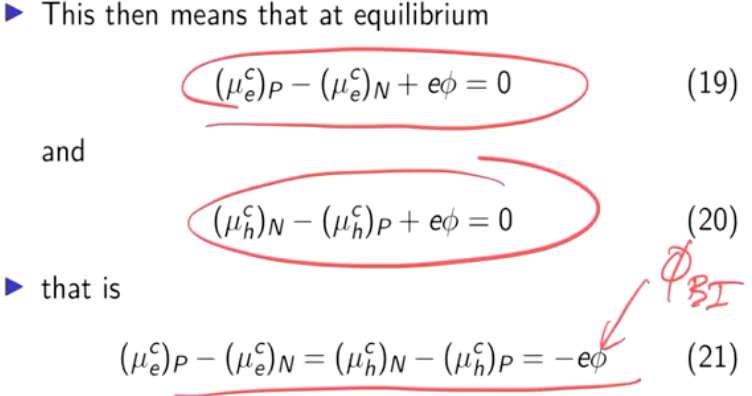 ▶ This then means that at equilibrium
(μ_e^c)_P − (μ_e^c)_N + eϕ = 0 (19)
and
(μ_h^c)_N − (μ_h^c)_P + eϕ = 0 (20)
ϕ_BI
▶ that is
(μ_e^c)_P − (μ_e^c)_N = (μ_h^c)_N − (μ_h^c)_P = −eϕ (21)